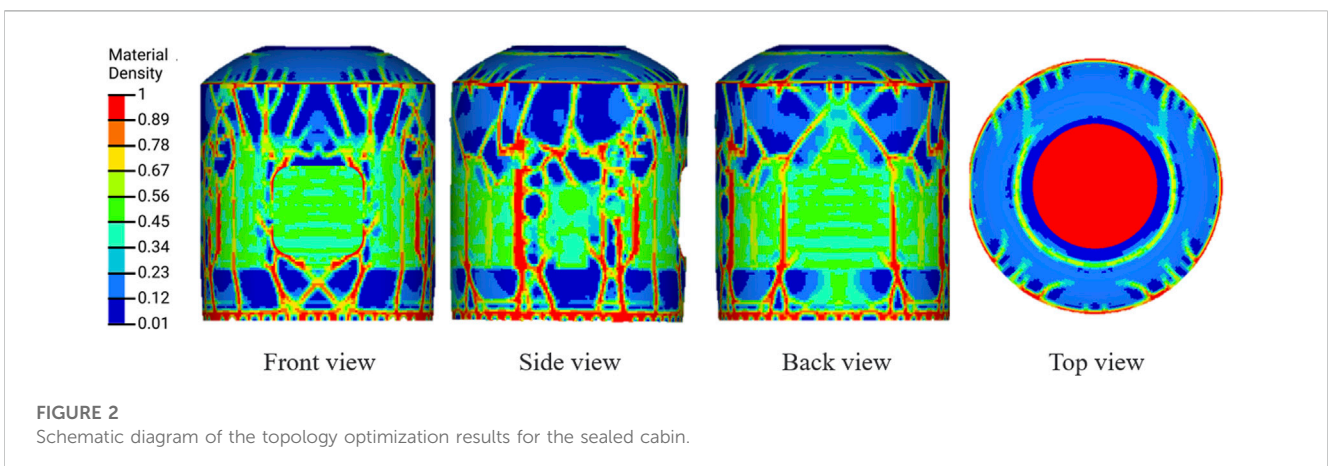 Material
Density
1
0.89
0.78
0.67
0.56
0.45
0.34
0.23
0.12
0.01
Front view
Side view
Back view
Top view
FIGURE 2
Schematic diagram of the topology optimization results for the sealed cabin.